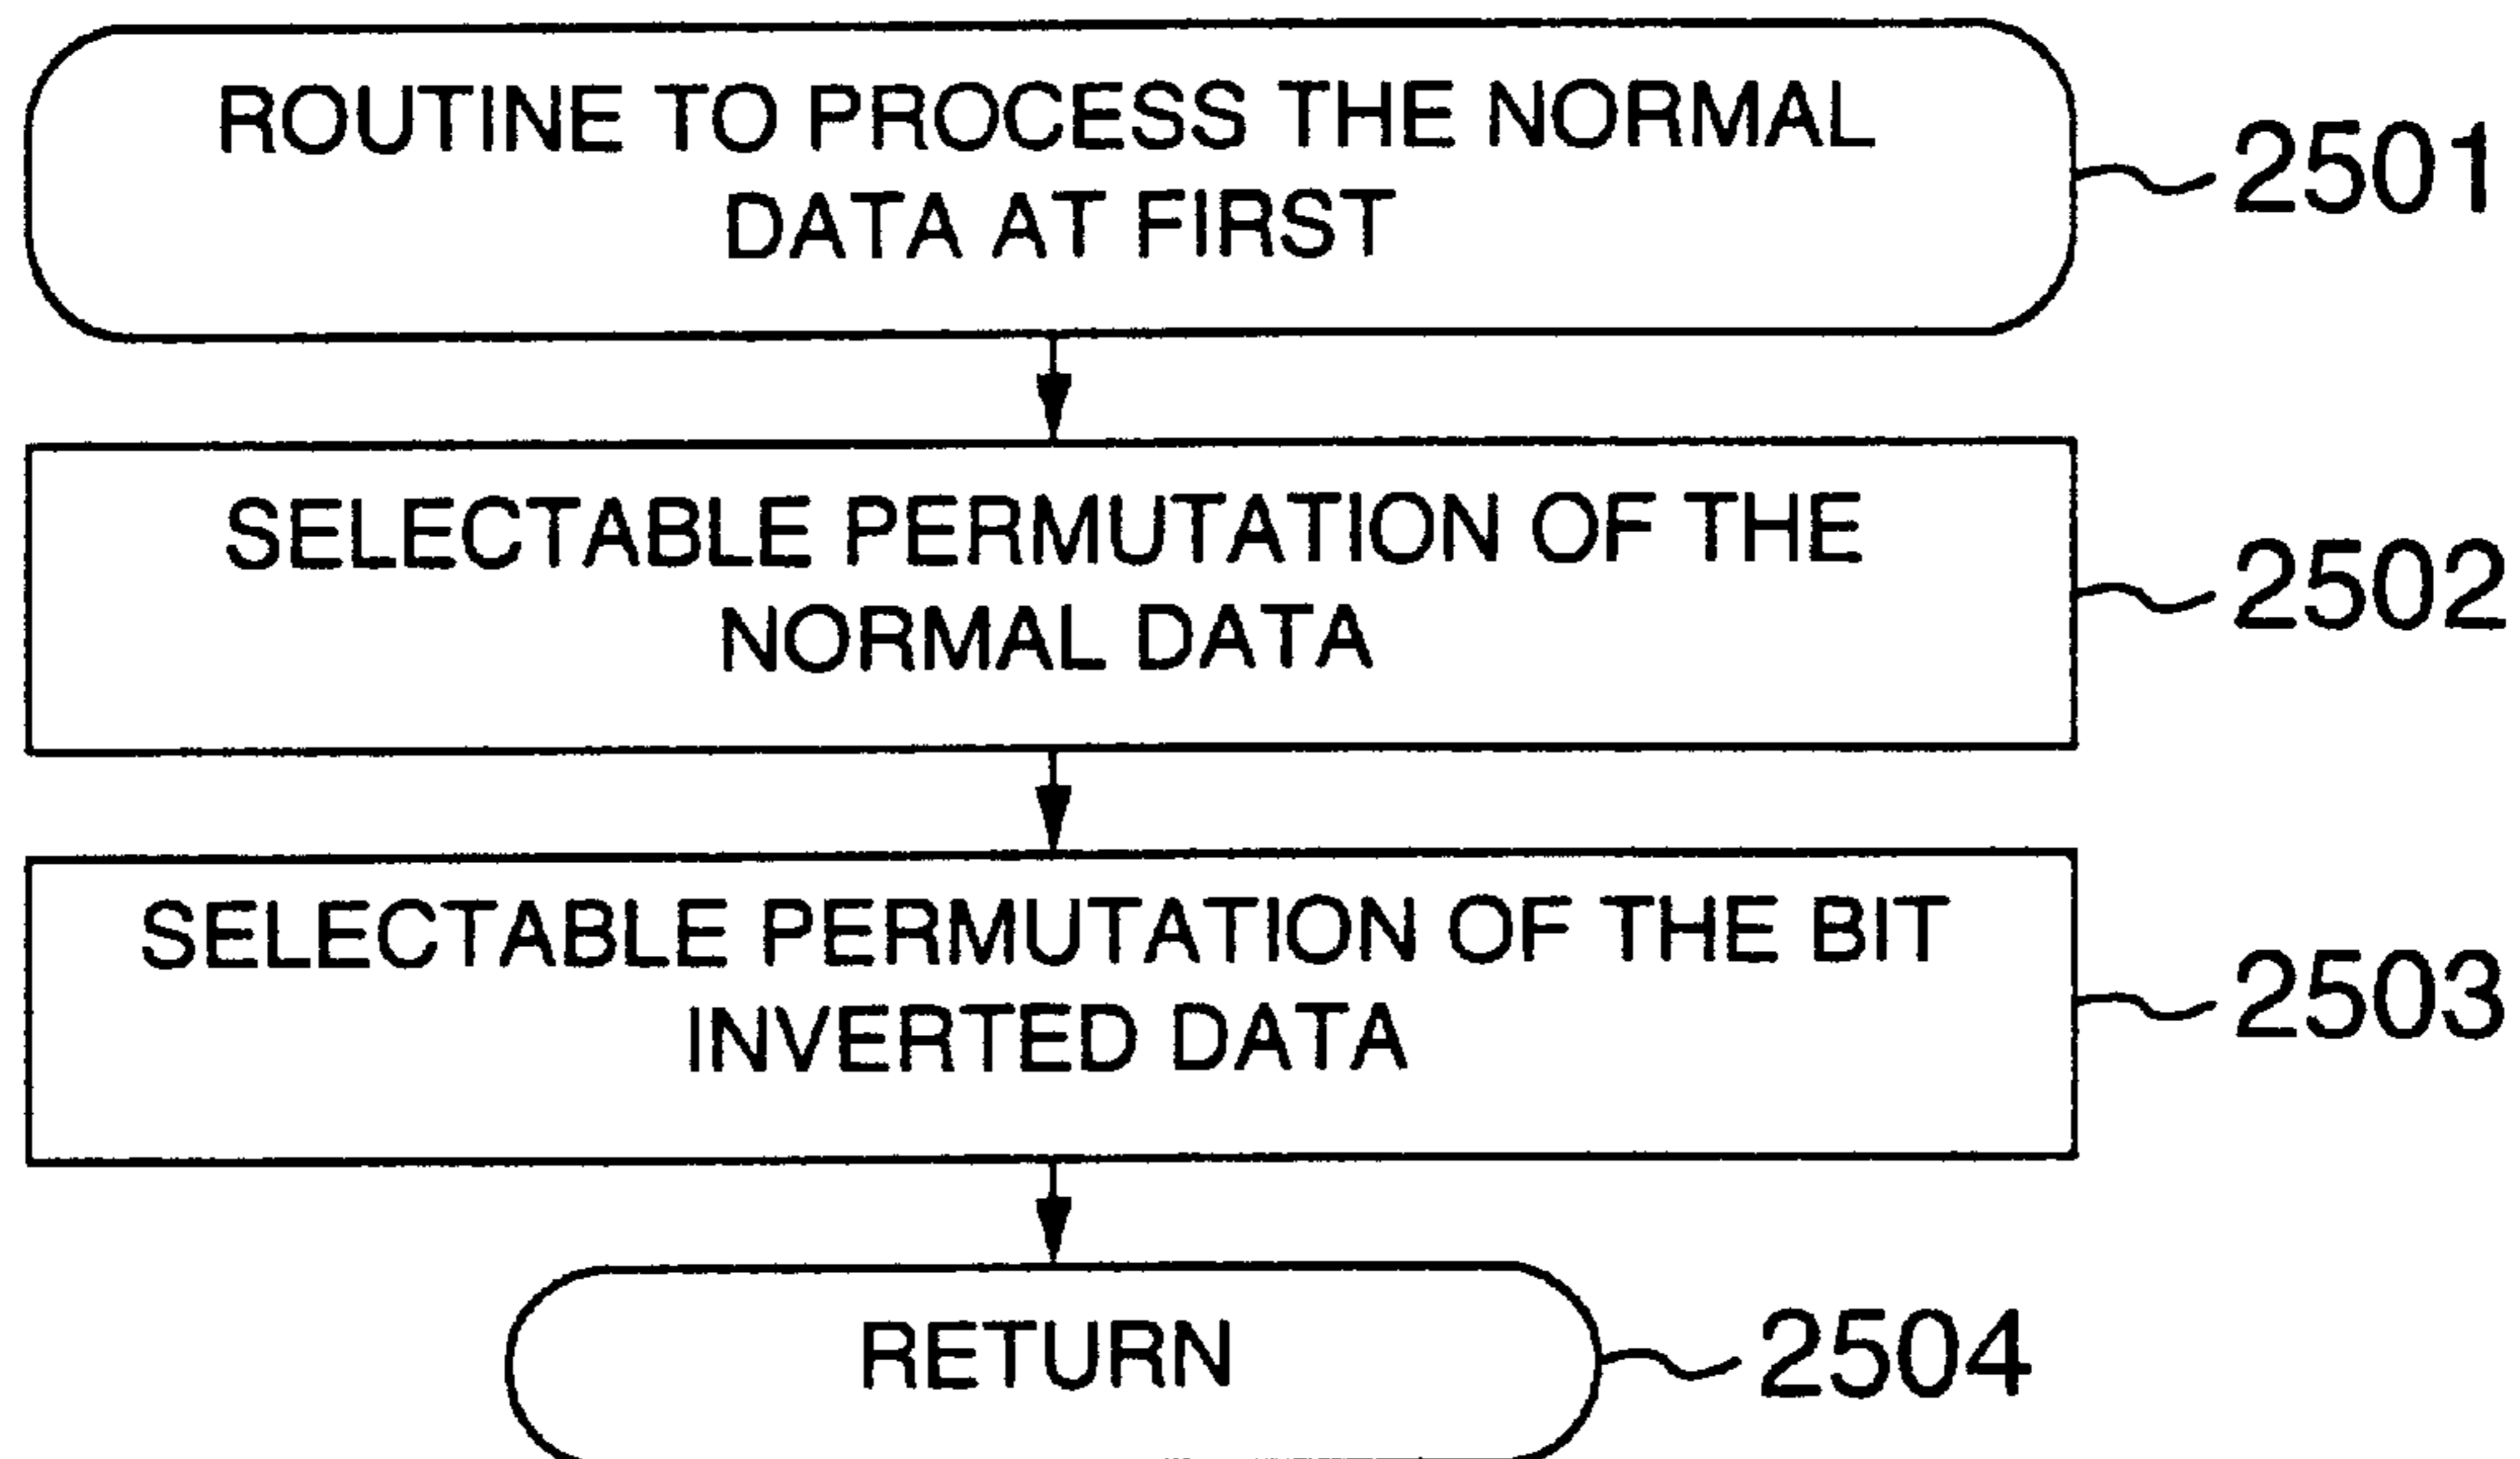 ROUTINE TO PROCESS THE NORMAL
DATA AT FIRST
2501
SELECTABLE PERMUTATION OF THE
NORMAL DATA
2502
SELECTABLE PERMUTATION OF THE BIT
INVERTED DATA
2503
RETURN
2504